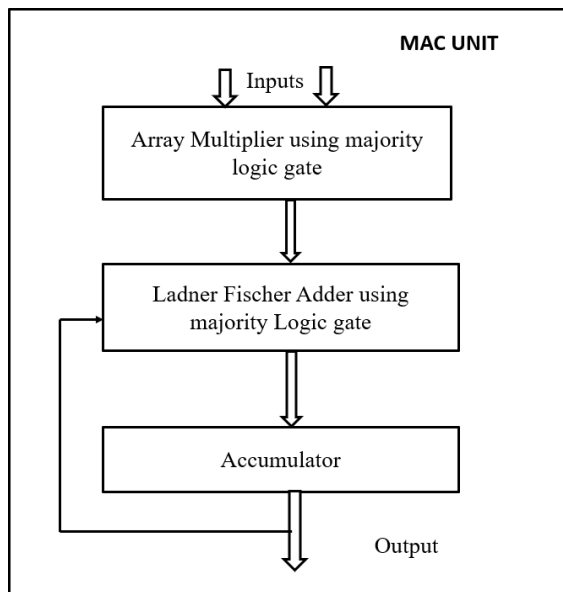 MAC UNIT
Inputs
Array Multiplier using majority
logic gate
Ladner Fischer Adder using
majority Logic gate
Accumulator
Output